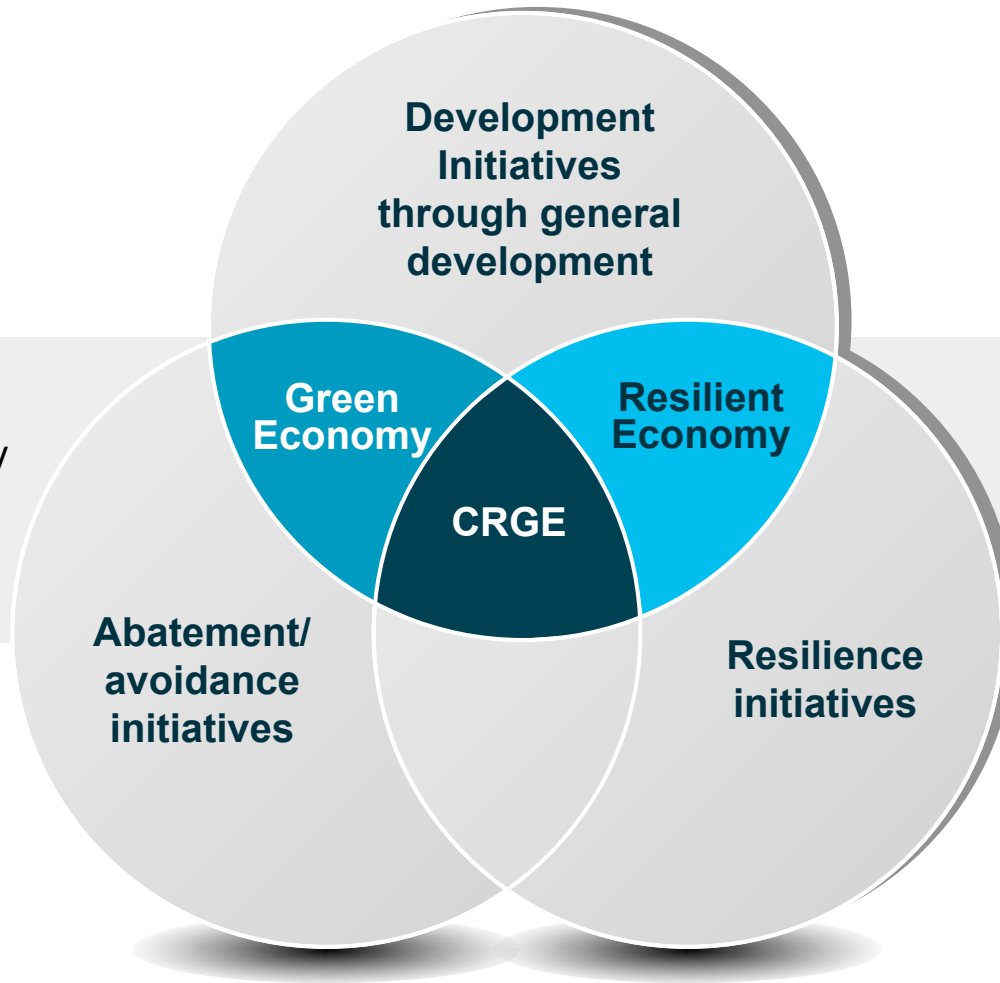 Development
Initiatives
through general
development
Green
Economy
Resilient
Economy
/
CRGE
Abatement/
avoidance
initiatives
Resilience
initiatives